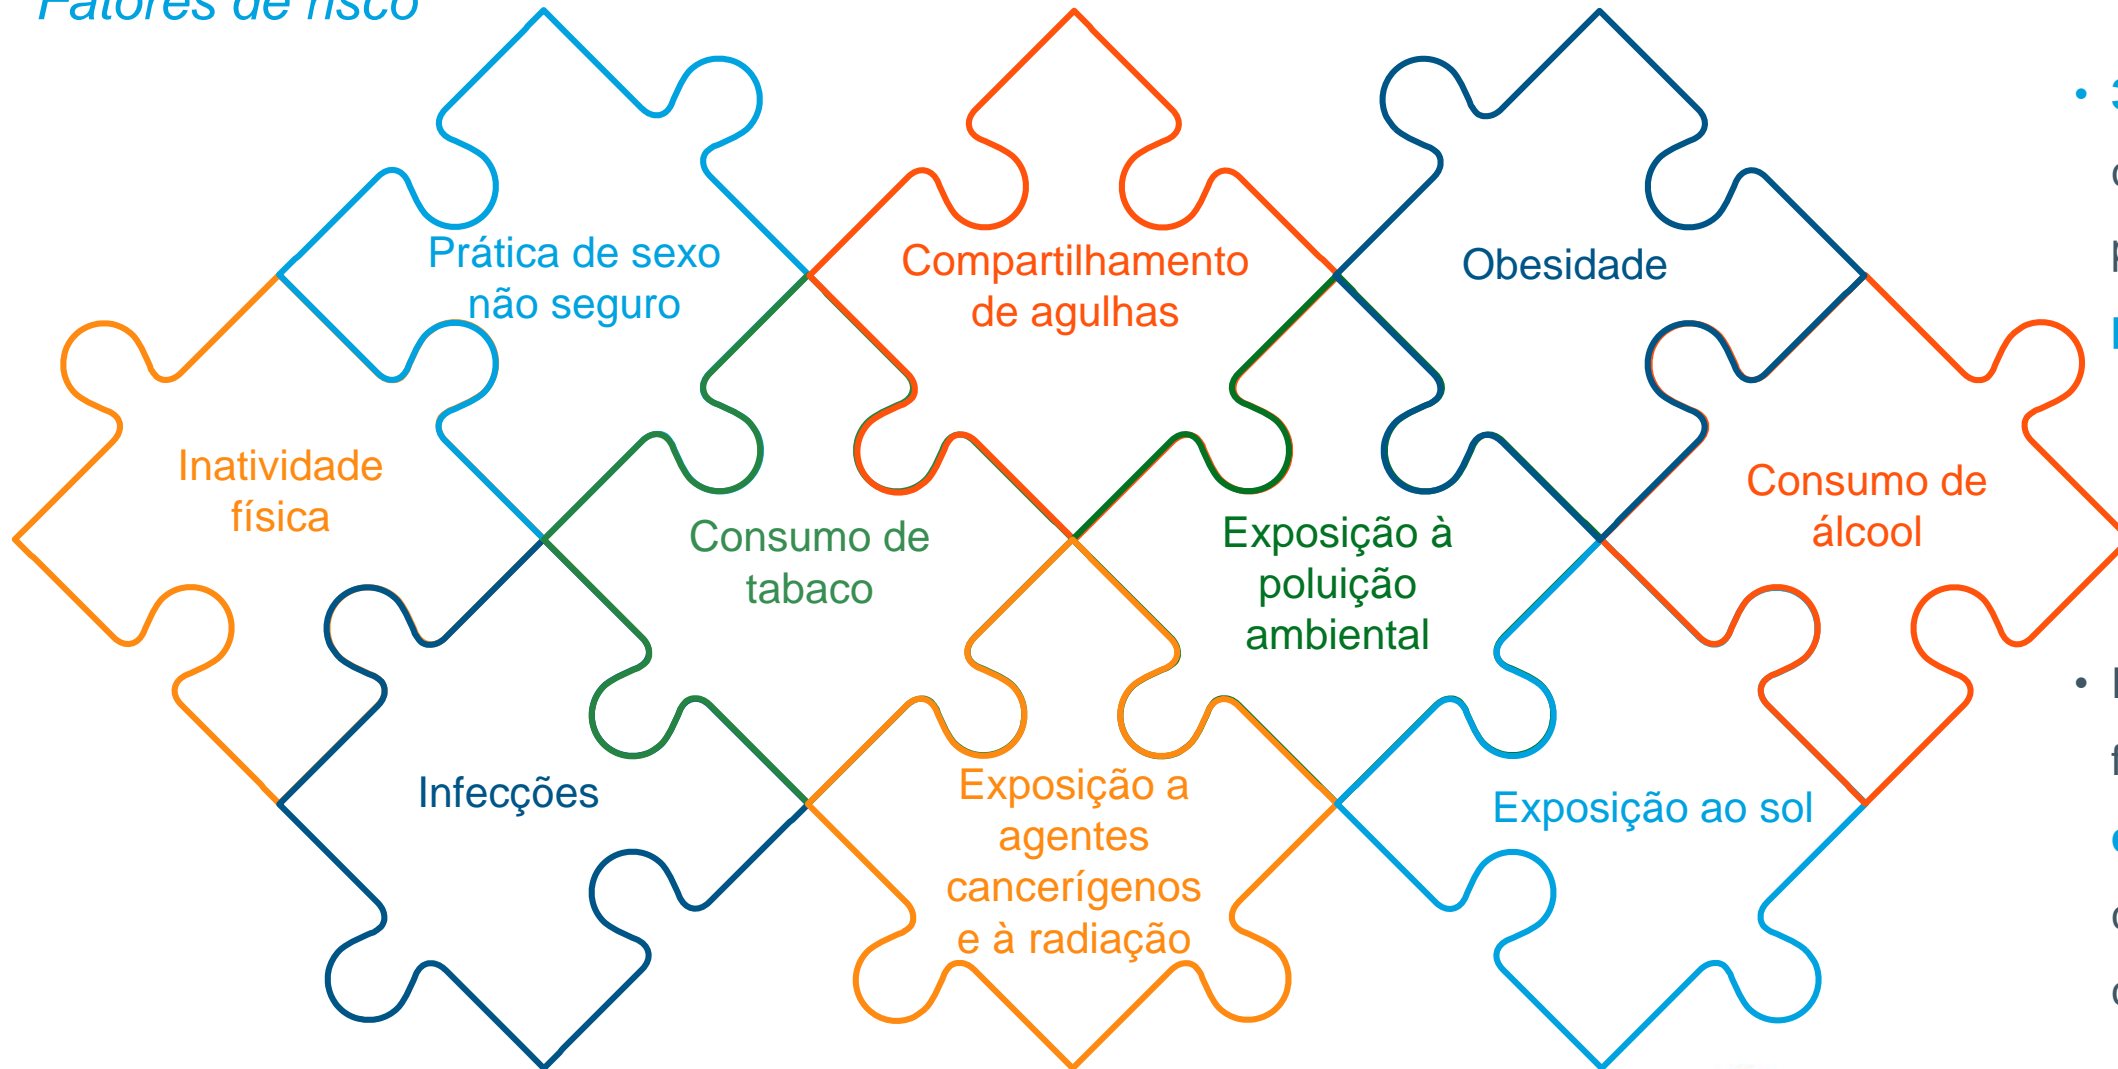 Fatores de risco
Prática de sexo
não seguro
Compartilhamento
de agulhas
Obesidade
Inatividade
física
Consumo de
tabaco
Exposição à
poluição
ambiental
Consumo de
álcool
Infecções
Exposição a
agentes
cancerígenos
e à radiação
Exposição ao sol